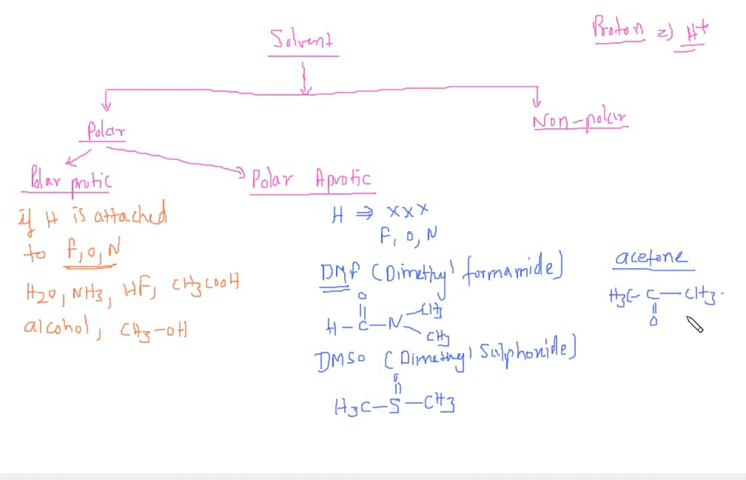 Solvent
Proton => H+
Polar
Non-polar
Polar protic
Polar Aprotic
if H is attached
to F, O, N
H2O, NH3, HF, CH3COOH
alcohol, CH3-OH
H ⇒ xxx
F, O, N
DMF (Dimethyl formamide)
O
H-C-N-CH3
CH3
DMSO (Dimethyl Sulphoxide)
O
H3C-S-CH3
acetone
H3C-C-CH3.
O